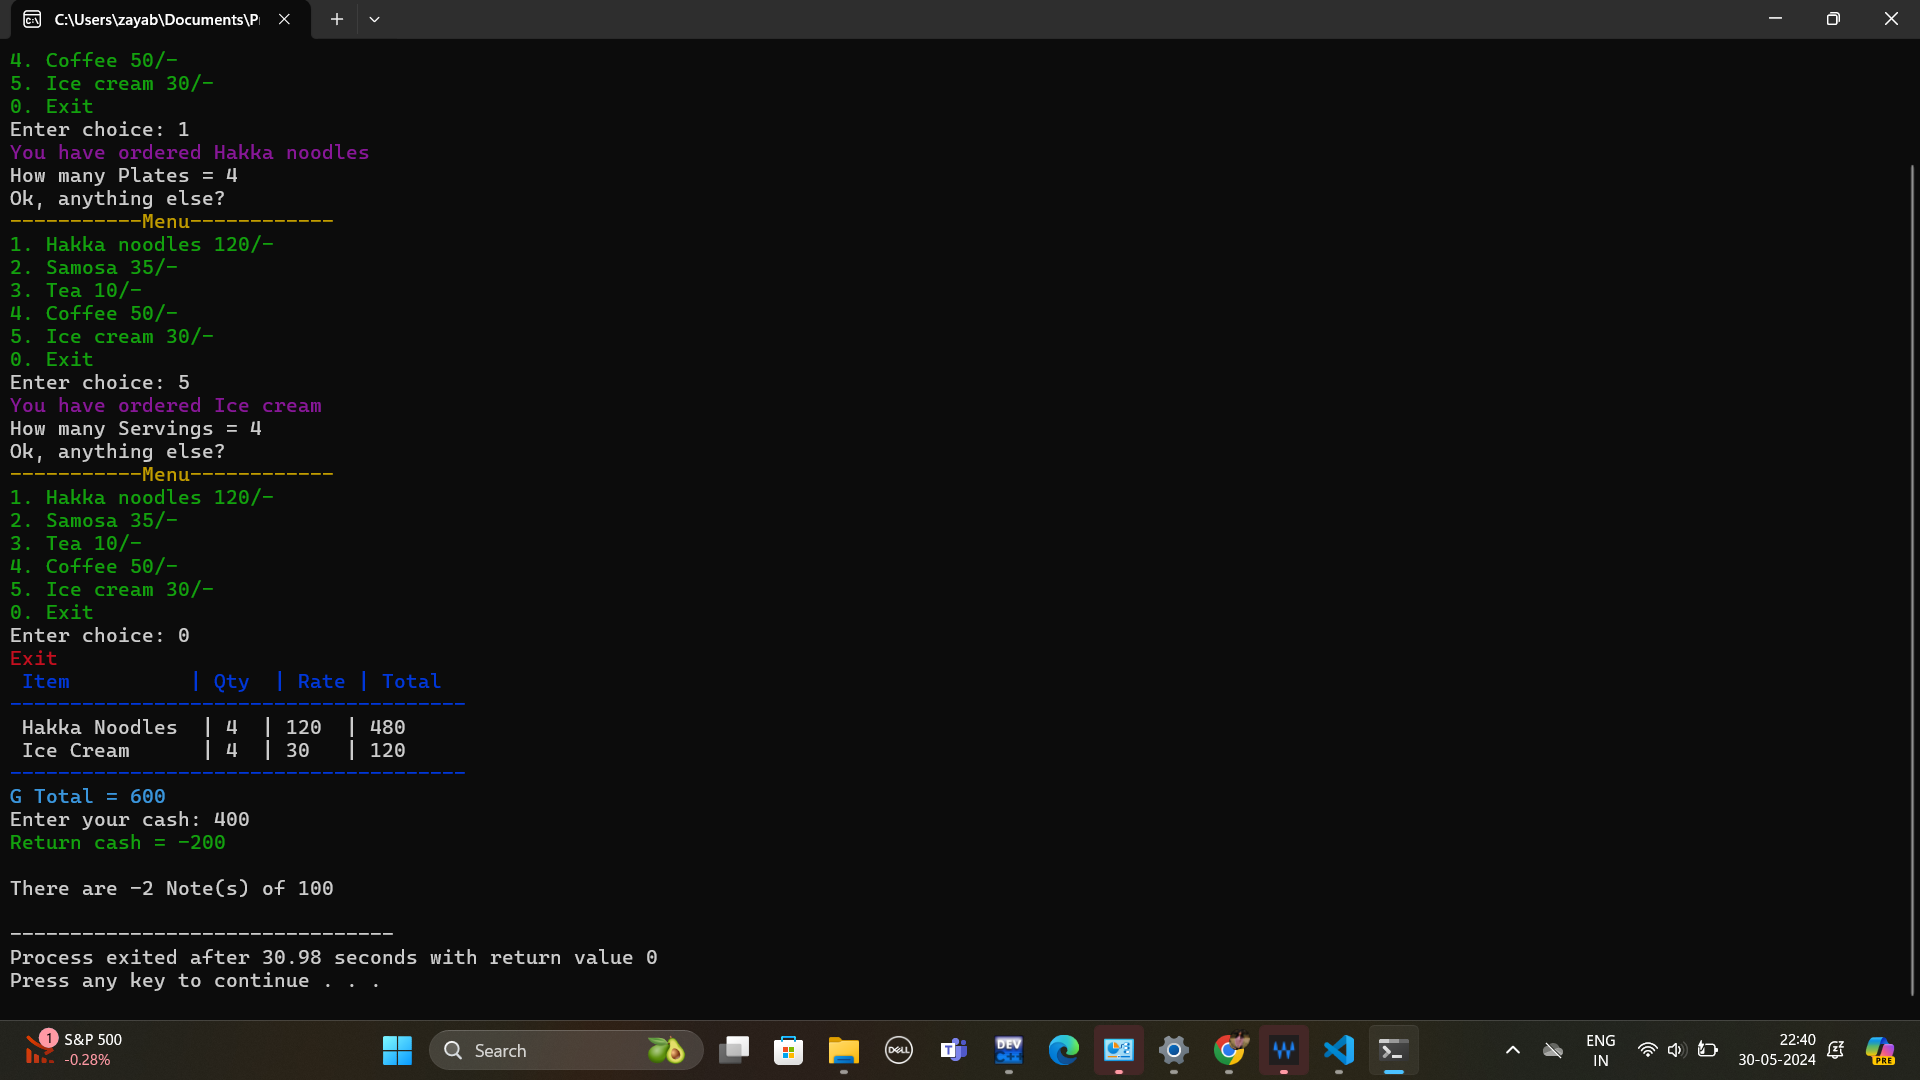 C:\Users\zayab\Documents\P
4. Coffee 50/-
5. Ice cream 30/-
0. Exit
Enter choice: 1
You have ordered Hakka noodles
How many Plates = 4
Ok, anything else?
-----------Menu------------
1. Hakka noodles 120/-
2. Samosa 35/-
3. Tea 10/-
4. Coffee 50/-
5. Ice cream 30/-
0. Exit
Enter choice: 5
You have ordered Ice cream
How many Servings = 4
Ok, anything else?
-----------Menu------------
1. Hakka noodles 120/-
2. Samosa 35/-
3. Tea 10/-
4. Coffee 50/-
5. Ice cream 30/-
0. Exit
Enter choice: 0
Exit
Item          | Qty  | Rate | Total
--------------------------------------
Hakka Noodles  | 4  | 120  | 480
Ice Cream      | 4  | 30   | 120
--------------------------------------
G Total = 600
Enter your cash: 400
Return cash = -200
There are -2 Note(s) of 100
--------------------------------
Process exited after 30.98 seconds with return value 0
Press any key to continue . . .
1
S&P 500
-0.28%
Search
DELL
T
DEV
C++
ENG
IN
22:40
30-05-2024
PRE